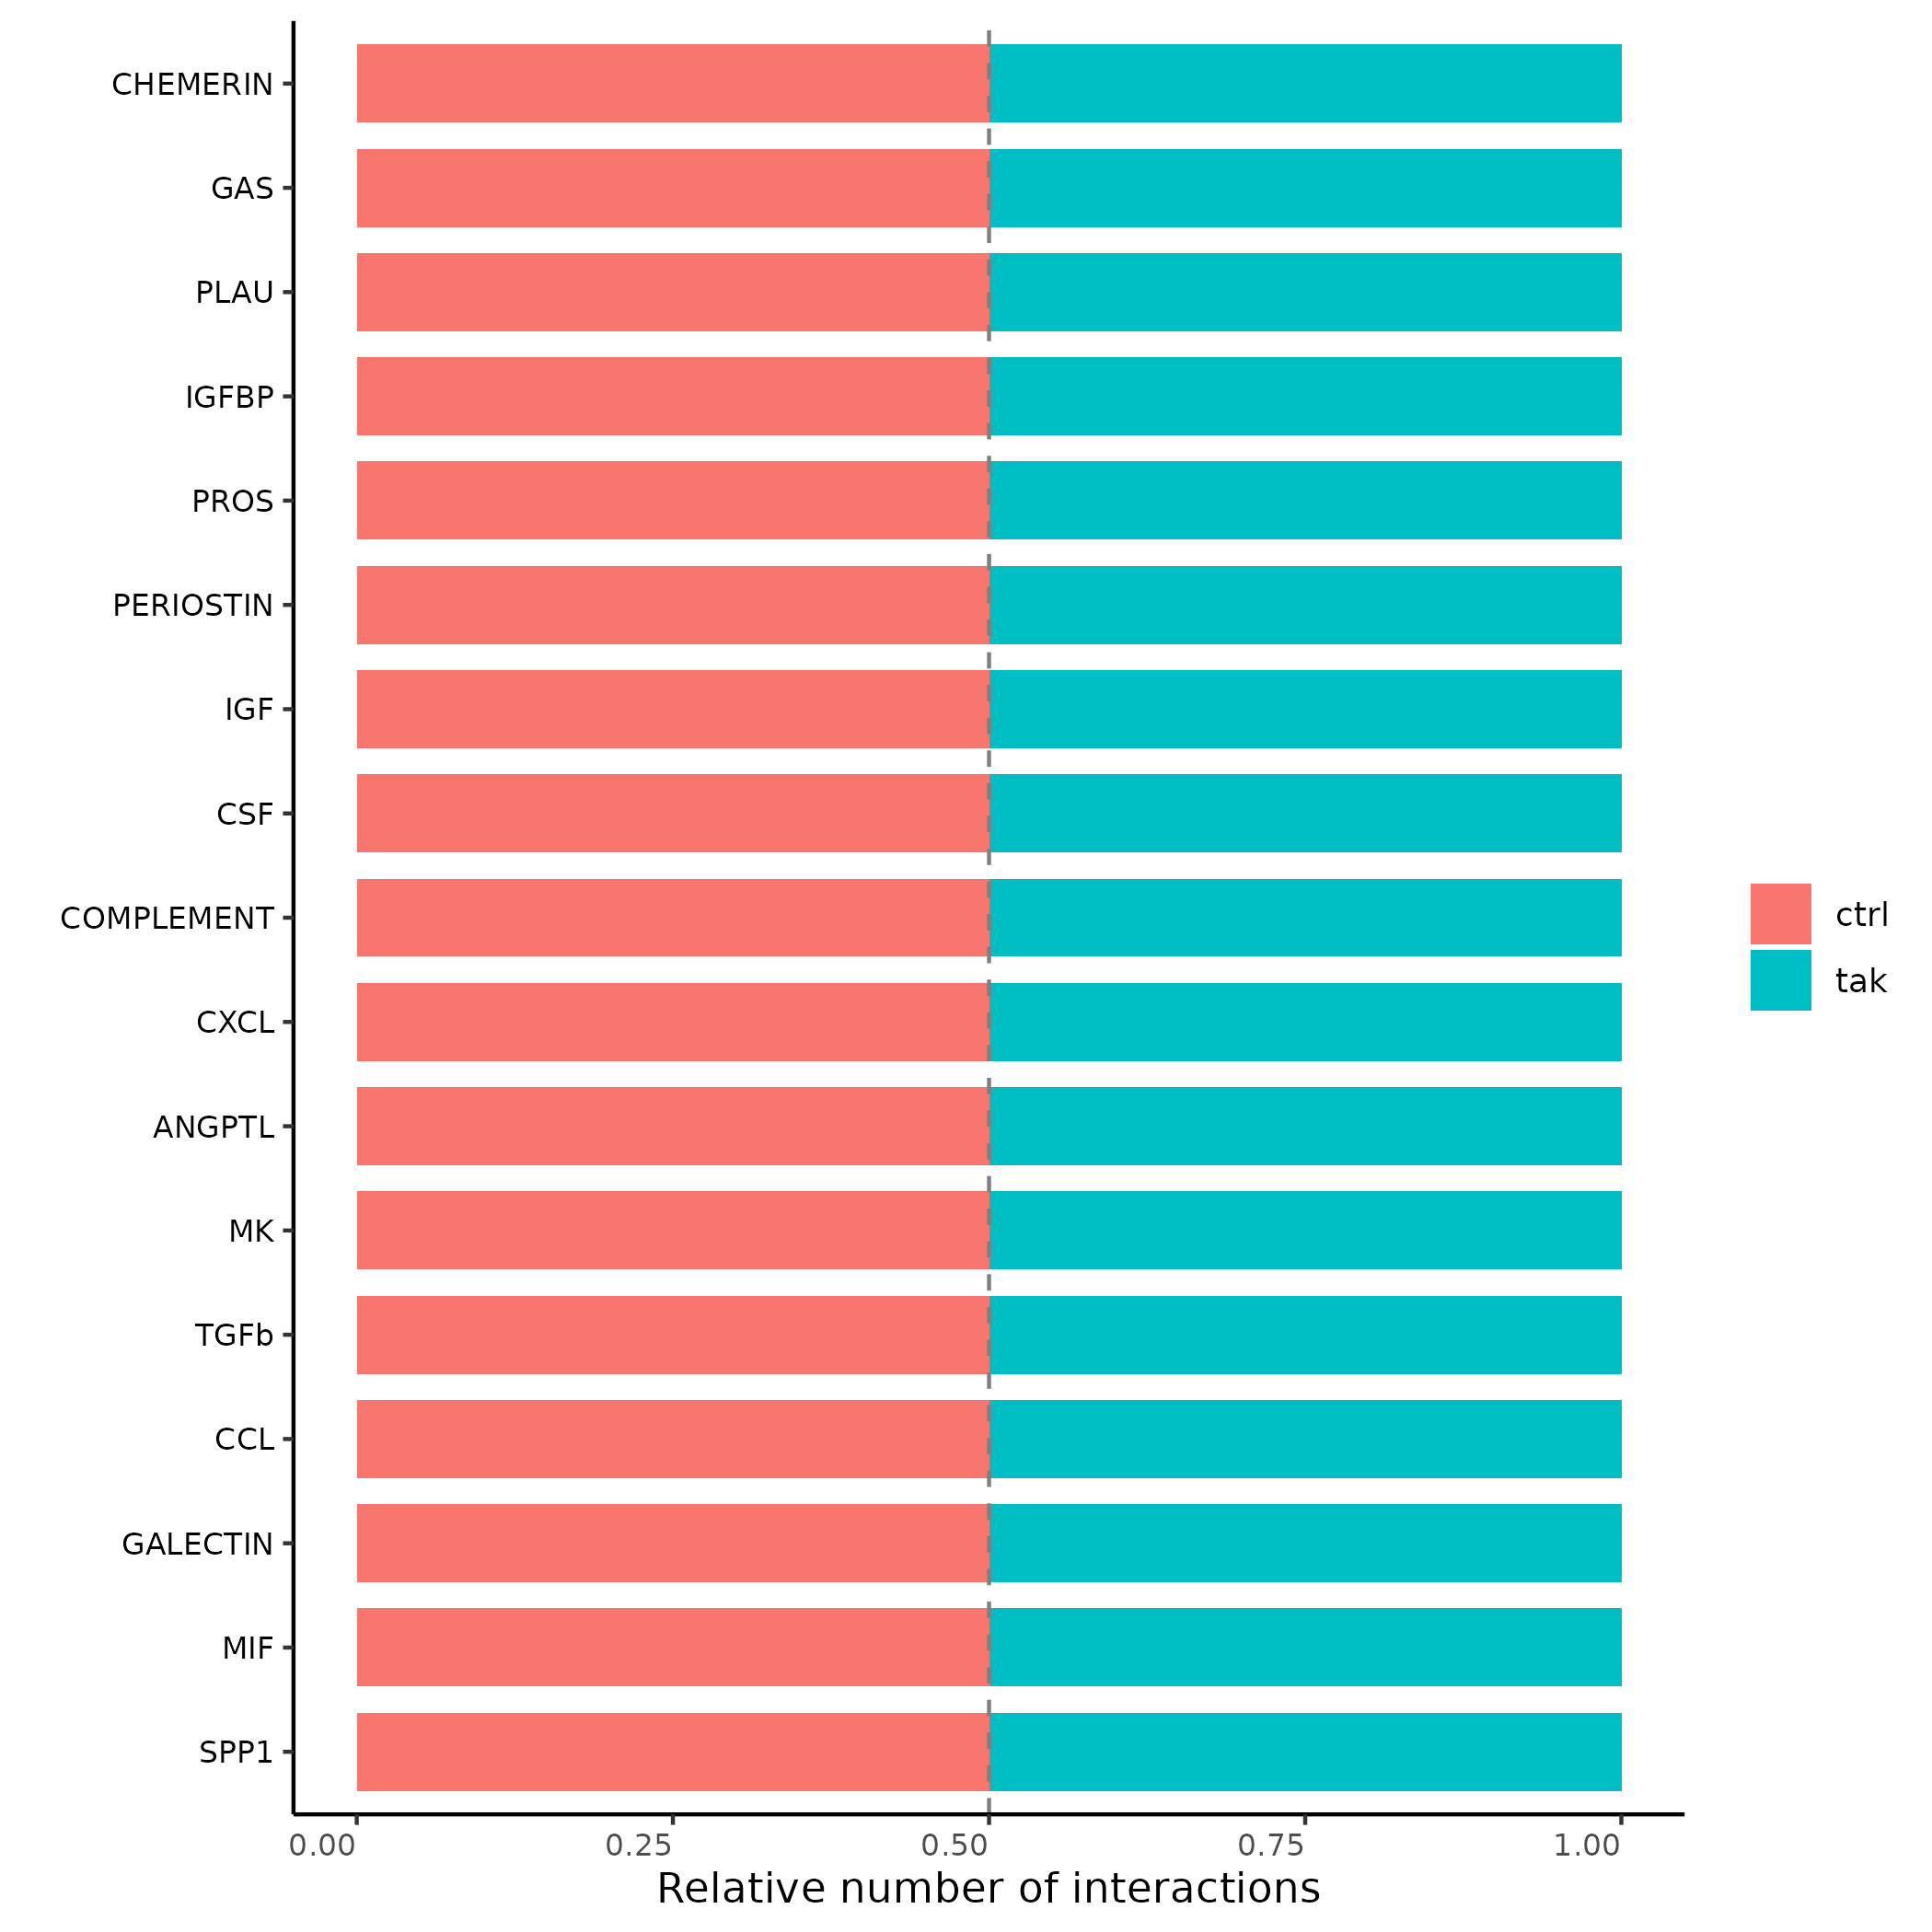 CHEMERIN
GAS
PLAU
IGFBP
PROS
PERIOSTIN
IGF
CSF
COMPLEMENT
CXCL
ANGPTL
MK
TGFb
CCL
GALECTIN
MIF
SPP1
0.00 0.25 0.50 0.75 1.00
Relative number of interactions
ctrl
tak